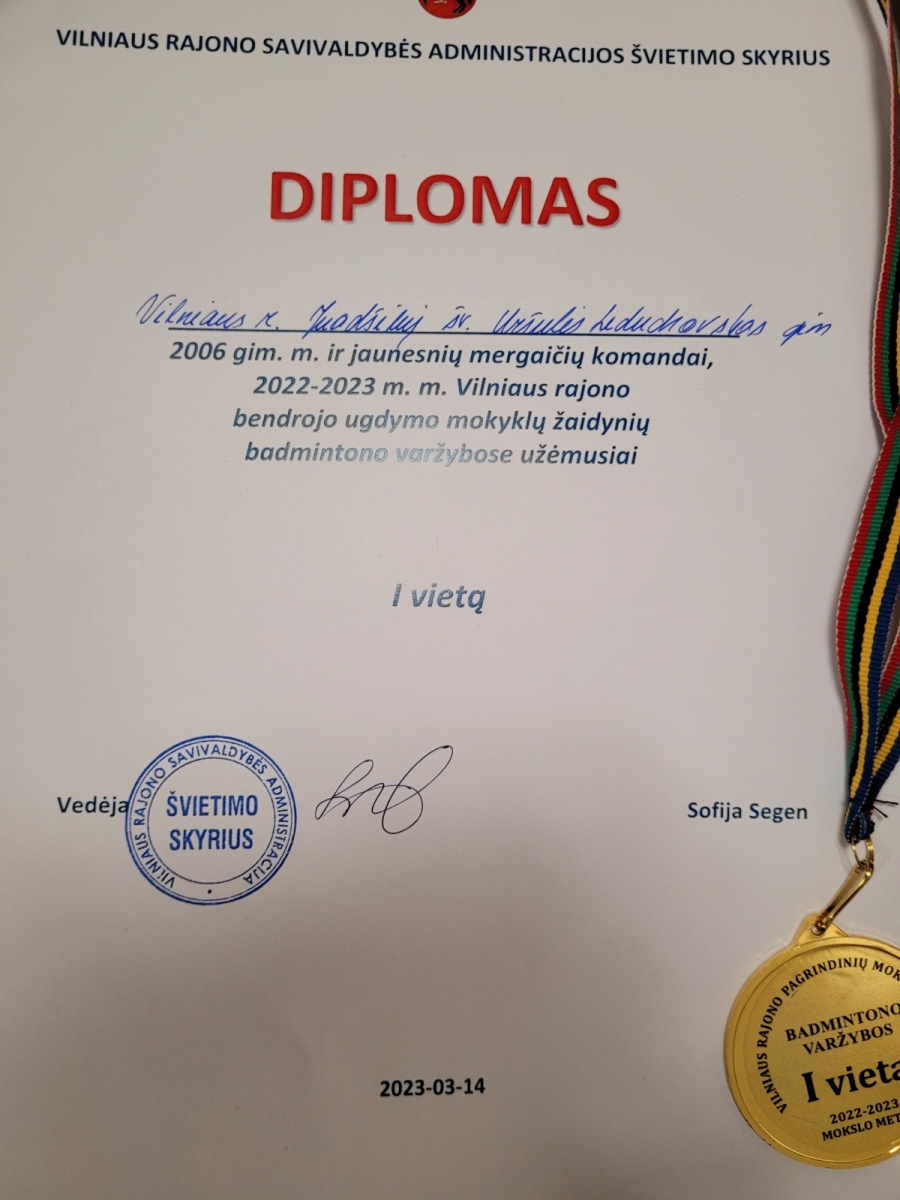 VILNIAUS RAJONO SAVIVALDYBĖS ADMINISTRACIJOS ŠVIETIMO SKYRIUS
DIPLOMAS
Vilniaus r. Juodšilių šv. Uršulės Leduchovskos gim
2006 gim. m. ir jaunesnių mergaičių komandai,
2022-2023 m. m. Vilniaus rajono
bendrojo ugdymo mokyklų žaidynių
badmintono varžybose užėmusiai
I vietą
Vedėja
VILNIAUS RAJONO SAVIVALDYBĖS ADMINISTRACIJA
ŠVIETIMO
SKYRIUS
Sofija Segen
2023-03-14
VILNIAUS RAJONO PAGRINDINIŲ MOK
BADMINTONO
VARŽYBOS
I vieta
2022-2023
MOKSLO MET